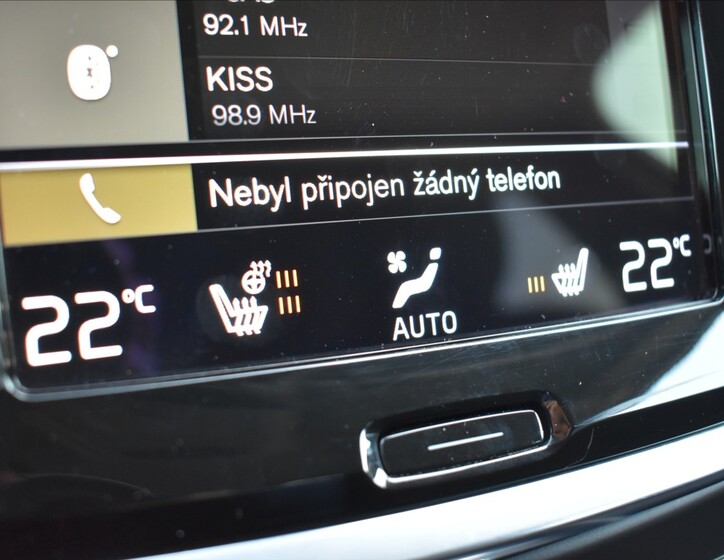 92.1 MHz
KISS
98.9 MHz
Nebyl připojen žádný telefon
22°C
AUTO
22°C